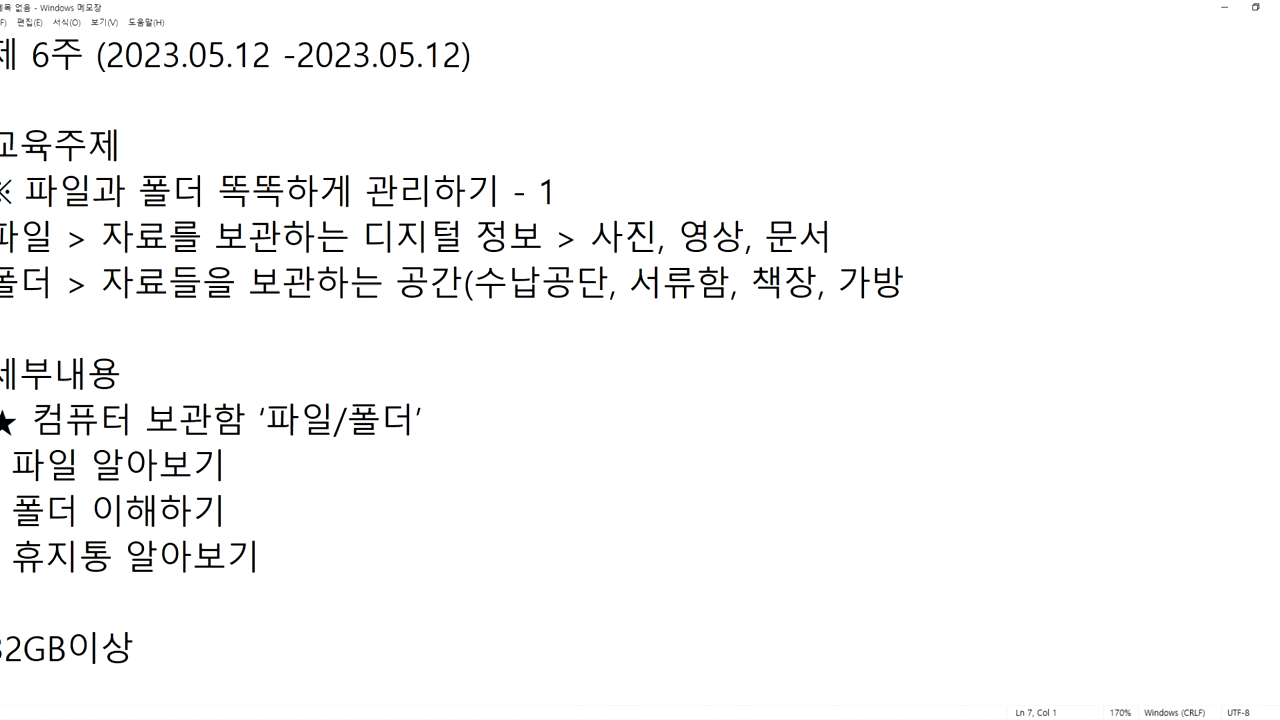 제목 없음 - Windows 메모장
(F) 편집(E) 서식(O) 보기(V) 도움말(H)
제 6주 (2023.05.12 -2023.05.12)
교육주제
※ 파일과 폴더 똑똑하게 관리하기 - 1
파일 > 자료를 보관하는 디지털 정보 > 사진, 영상, 문서
폴더 > 자료들을 보관하는 공간(수납공단, 서류함, 책장, 가방
세부내용
★ 컴퓨터 보관함 ‘파일/폴더’
파일 알아보기
폴더 이해하기
휴지통 알아보기
32GB이상
Ln 7, Col 1 170% Windows (CRLF) UTF-8